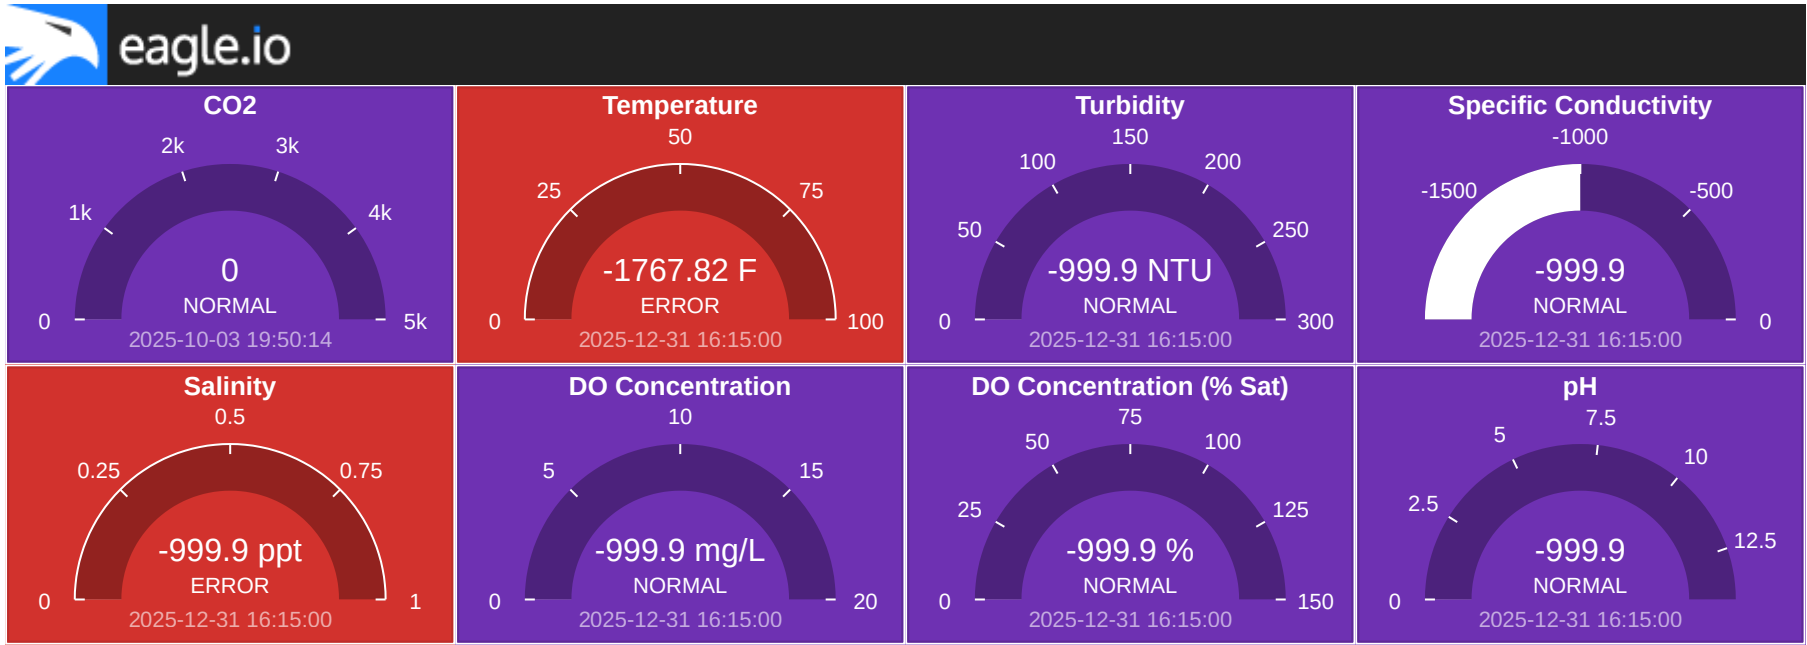 eagle.io
CO2
2k
3k
1k
4k
0
NORMAL
0
5k
2025-10-03 19:50:14
Temperature
50
25
75
-1767.82 F
ERROR
0
100
2025-12-31 16:15:00
Turbidity
150
100
200
50
250
-999.9 NTU
NORMAL
0
300
2025-12-31 16:15:00
Specific Conductivity
-1000
-1500
-500
-999.9
NORMAL
0
2025-12-31 16:15:00
Salinity
0.5
0.25
0.75
-999.9 ppt
ERROR
0
1
2025-12-31 16:15:00
DO Concentration
10
5
15
-999.9 mg/L
NORMAL
0
20
2025-12-31 16:15:00
DO Concentration (% Sat)
75
50
100
25
125
-999.9 %
NORMAL
0
150
2025-12-31 16:15:00
pH
7.5
5
10
2.5
12.5
-999.9
NORMAL
0
2025-12-31 16:15:00